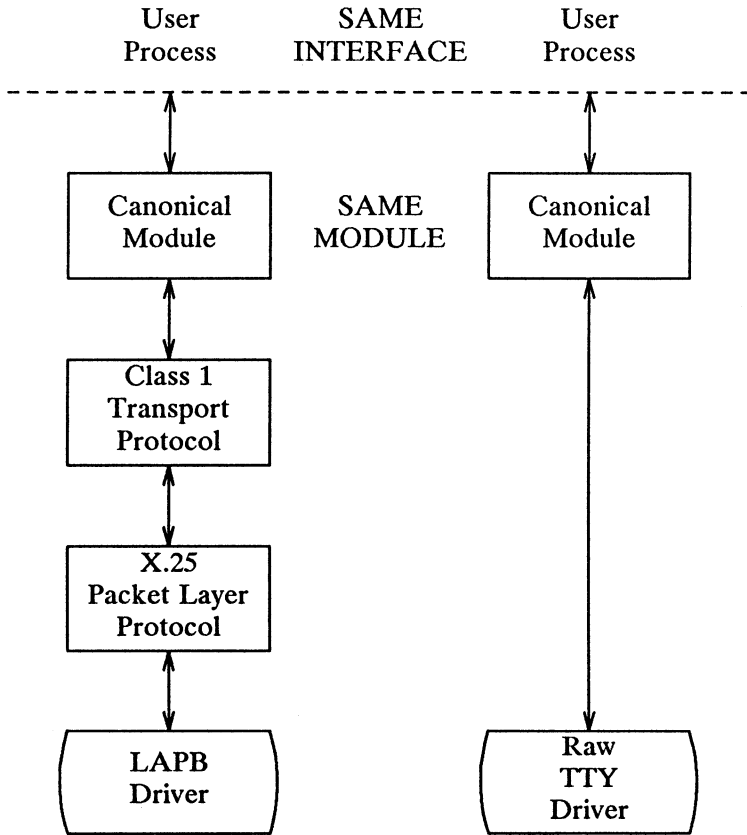 User
Process
SAME
INTERFACE
User
Process
Canonical
Module
SAME
MODULE
Canonical
Module
Class 1
Transport
Protocol
X.25
Packet Layer
Protocol
LAPB
Driver
Raw
TTY
Driver